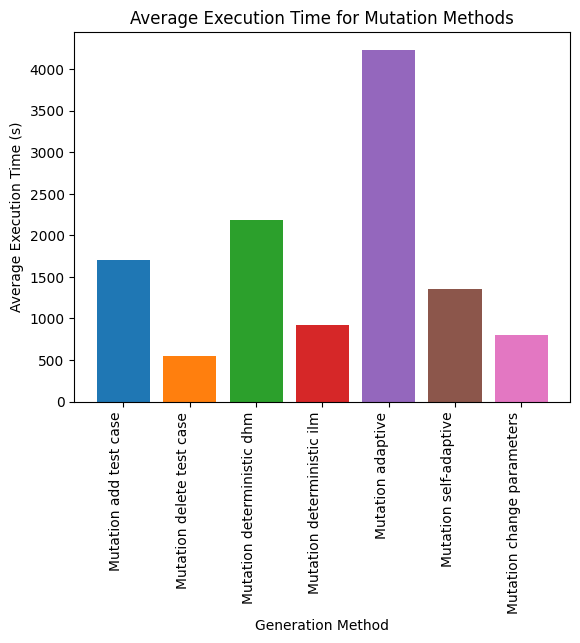 Average Execution Time for Mutation Methods
Average Execution Time (s)
4000
3500
3000
2500
2000
1500
1000
500
0
Mutation add test case
Mutation delete test case
Mutation deterministic dhm
Mutation deterministic ilm
Mutation adaptive
Mutation self-adaptive
Mutation change parameters
Generation Method